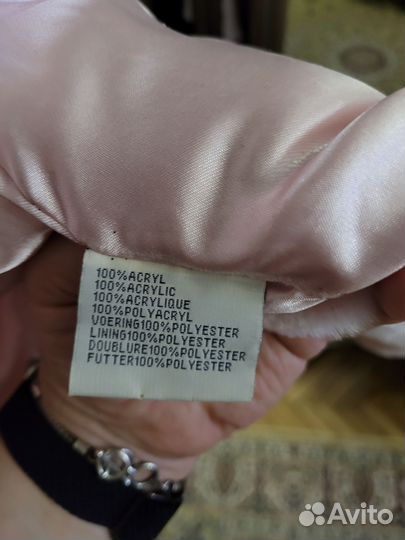 100%ACRYL
100%ACRYLIC
100%ACRYLIQUE
100%POLYACRYL
VOERING100%POLYESTER
LINING100%POLYESTER
DOUBLURE100%POLYESTER
FUTTER100%POLYESTER
Avito